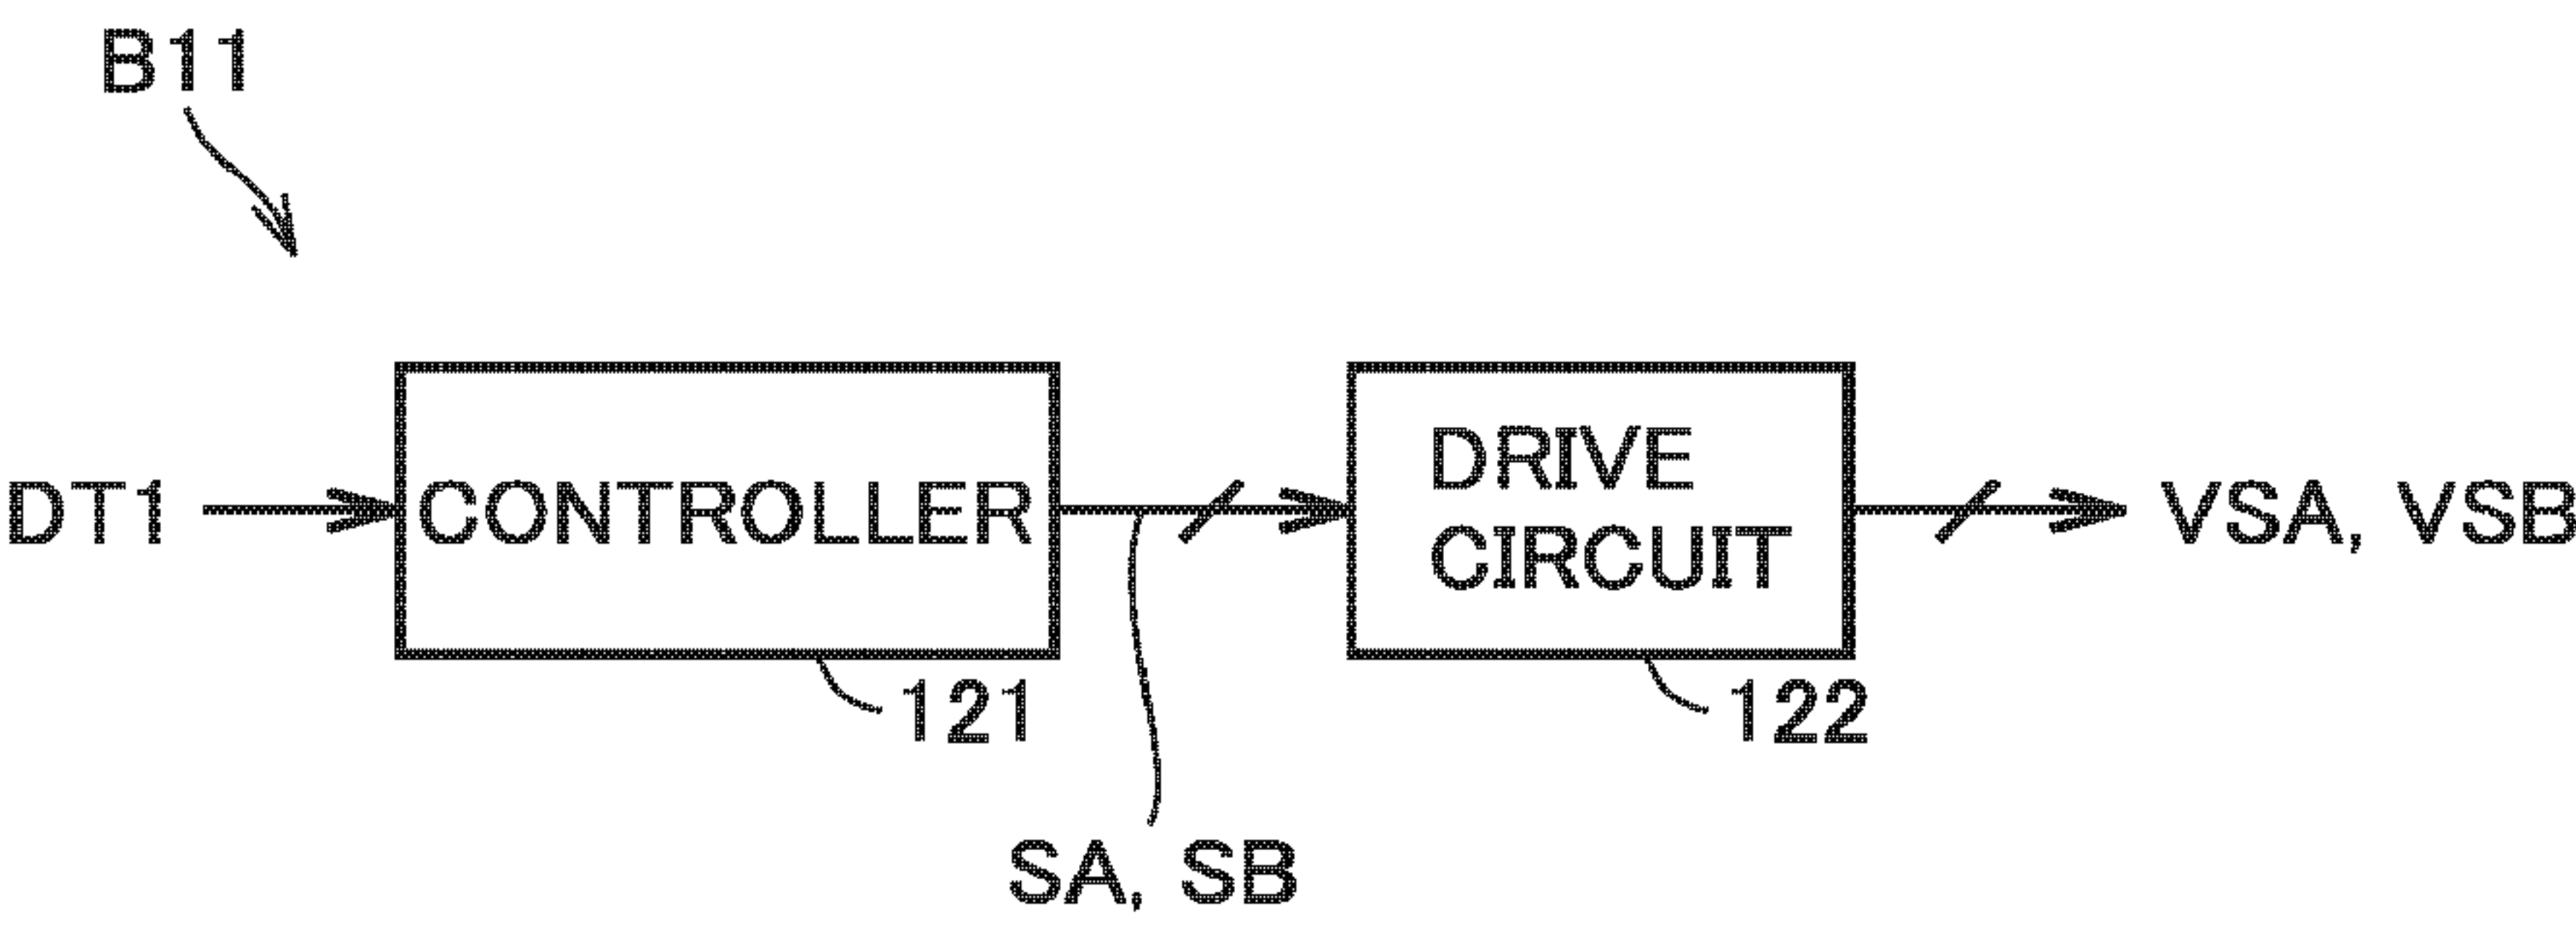 B11
DT1
CONTROLLER
DRIVE
CIRCUIT
VSA, VSB
121
122
SA, SB